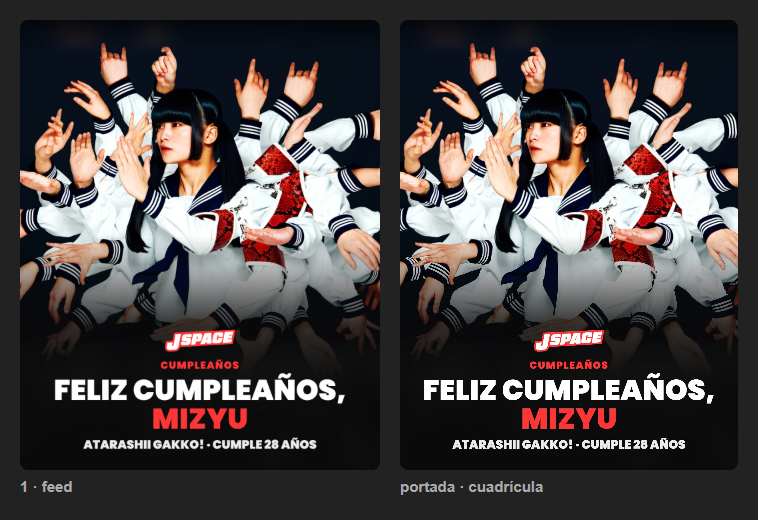 JSPACE
CUMPLEAÑOS
FELIZ CUMPLEAÑOS,
MIZYU
ATARASHII GAKKO! · CUMPLE 28 AÑOS
1 · feed
JSPACE
CUMPLEAÑOS
FELIZ CUMPLEAÑOS,
MIZYU
ATARASHII GAKKO! · CUMPLE 28 AÑOS
portada · cuadrícula